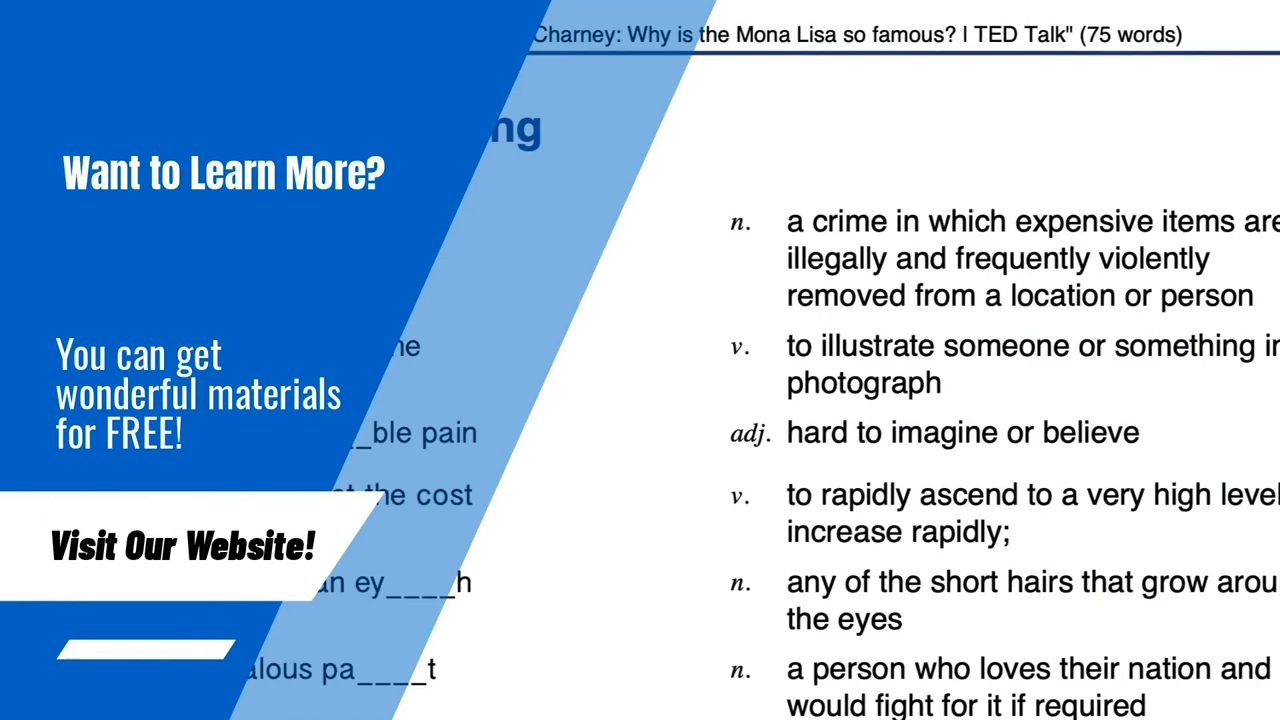 Charney: Why is the Mona Lisa so famous? | TED Talk" (75 words)
ng
Want to Learn More?
You can get
wonderful materials
for FREE!
Visit Our Website!
ne
_ble pain
the cost
an ey____h
alous pa____t
n. a crime in which expensive items are
illegally and frequently violently
removed from a location or person
v. to illustrate someone or something in
photograph
adj. hard to imagine or believe
v. to rapidly ascend to a very high level
increase rapidly;
n. any of the short hairs that grow arou
the eyes
n. a person who loves their nation and
would fight for it if required